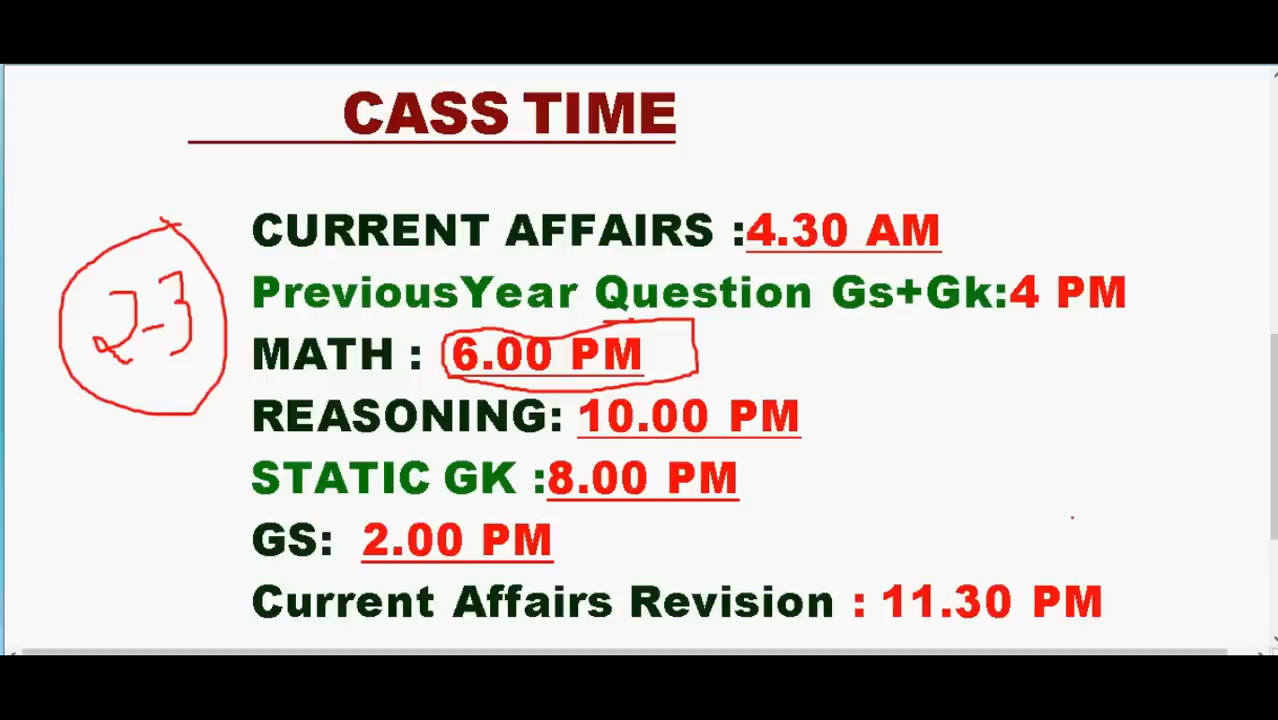 CASS TIME
CURRENT AFFAIRS :4.30 AM
PreviousYear Question Gs+Gk:4 PM
2-3
MATH : 6.00 PM
REASONING: 10.00 PM
STATIC GK :8.00 PM
GS: 2.00 PM
Current Affairs Revision : 11.30 PM